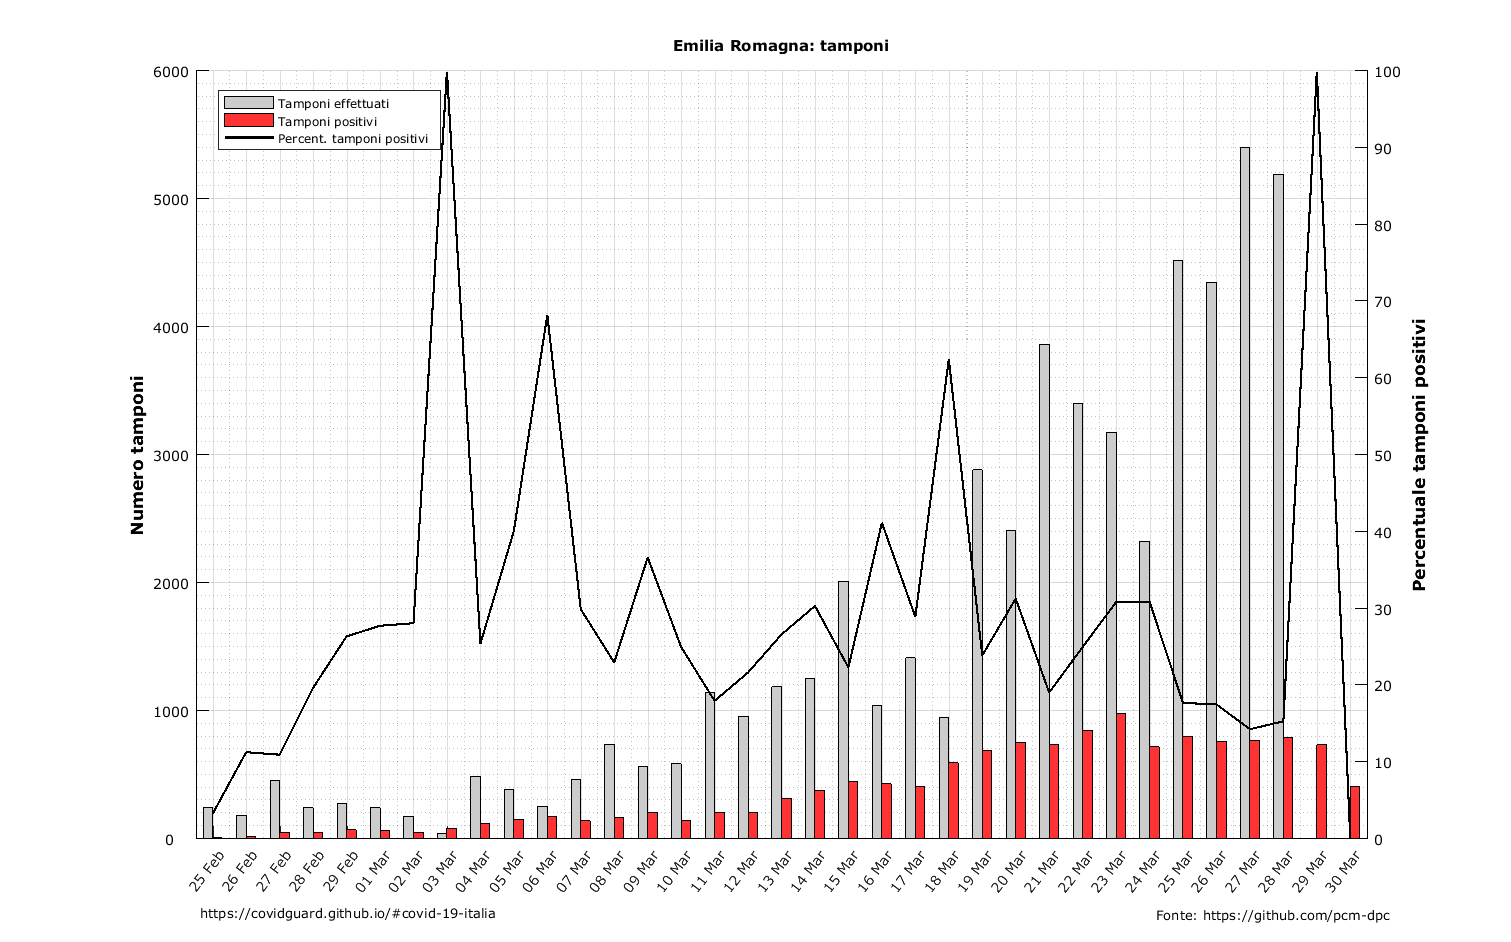 Emilia Romagna: tamponi
6000
5000
4000
3000
2000
1000
0
100
90
80
70
60
50
40
30
20
10
0
Tamponi effettuati
Tamponi positivi
Percent. tamponi positivi
Numero tamponi
Percentuale tamponi positivi
25 Feb
26 Feb
27 Feb
28 Feb
29 Feb
01 Mar
02 Mar
03 Mar
04 Mar
05 Mar
06 Mar
07 Mar
08 Mar
09 Mar
10 Mar
11 Mar
12 Mar
13 Mar
14 Mar
15 Mar
16 Mar
17 Mar
18 Mar
19 Mar
20 Mar
21 Mar
22 Mar
23 Mar
24 Mar
25 Mar
26 Mar
27 Mar
28 Mar
29 Mar
30 Mar
https://covidguard.github.io/#covid-19-italia
Fonte: https://github.com/pcm-dpc